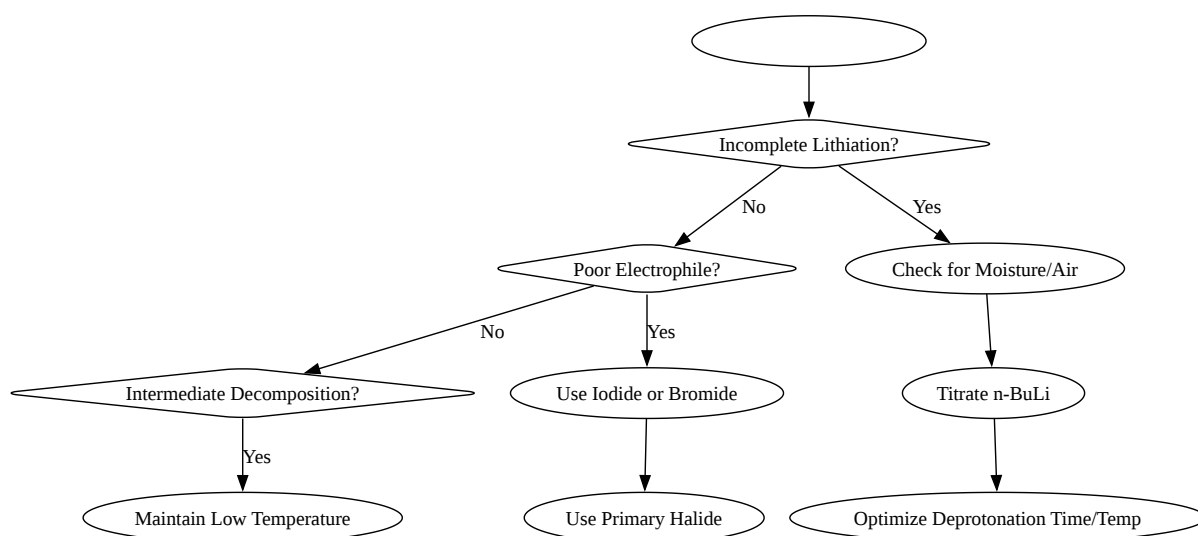 Incomplete Lithiation?
No
Yes
Poor Electrophile?
Check for Moisture/Air
No
Yes
Intermediate Decomposition?
Use Iodide or Bromide
Titrate n-BuLi
Yes
Maintain Low Temperature
Use Primary Halide
Optimize Deprotonation Time/Temp